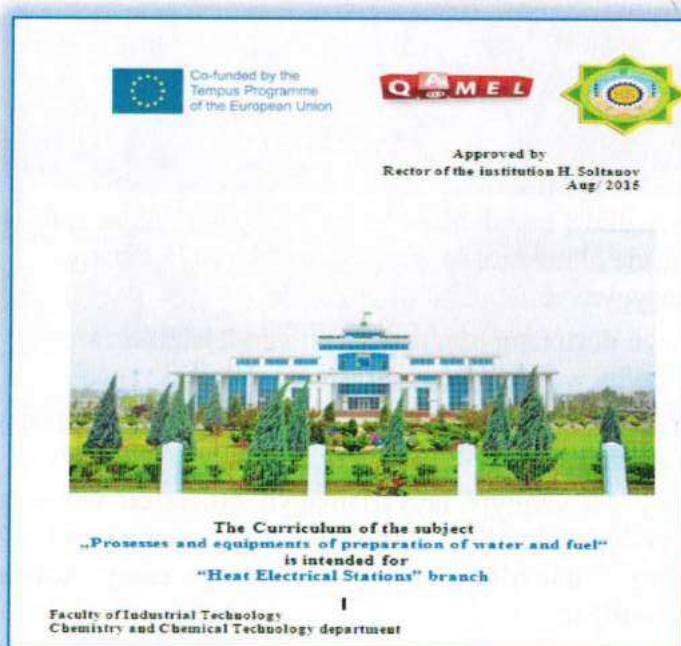 Co-funded by the
Tempus Programme
of the European Union
QAMEL
Approved by
Rector of the institution H. Soltanov
Aug/ 2015
The Curriculum of the subject
„Prosesses and equipments of preparation of water and fuel“
is intended for
“Heat Electrical Stations” branch
I
Faculty of Industrial Technology
Chemistry and Chemical Technology department